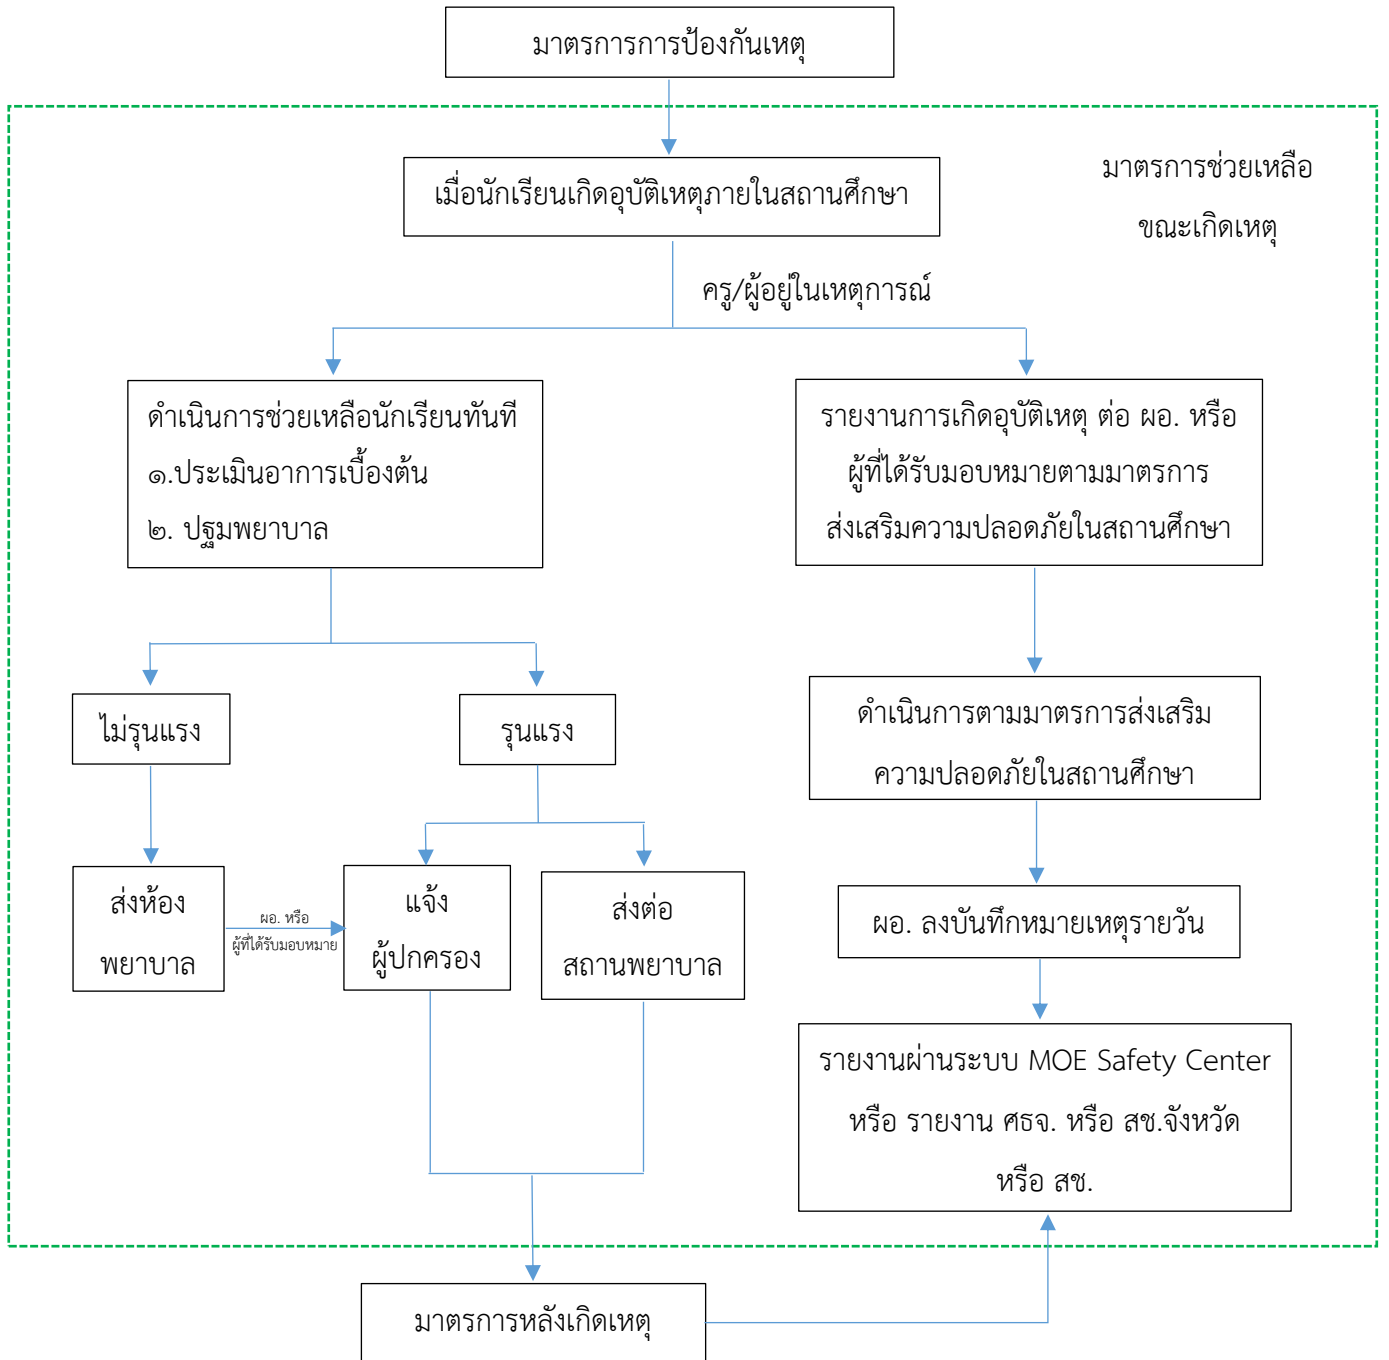 มาตรการการป้องกันเหตุ
มาตรการช่วยเหลือ
ขณะเกิดเหตุ
เมื่อนักเรียนเกิดอุบัติเหตุภายในสถานศึกษา
ครู/ผู้อยู่ในเหตุการณ์
ดำเนินการช่วยเหลือนักเรียนทันที
๑.ประเมินอาการเบื้องต้น
๒. ปฐมพยาบาล
รายงานการเกิดอุบัติเหตุ ต่อ ผอ. หรือ
ผู้ที่ได้รับมอบหมายตามมาตรการ
ส่งเสริมความปลอดภัยในสถานศึกษา
ไม่รุนแรง
รุนแรง
ดำเนินการตามมาตรการส่งเสริม
ความปลอดภัยในสถานศึกษา
ส่งห้อง
พยาบาล
ผอ. หรือ
ผู้ที่ได้รับมอบหมาย
แจ้ง
ผู้ปกครอง
ส่งต่อ
สถานพยาบาล
ผอ. ลงบันทึกหมายเหตุรายวัน
รายงานผ่านระบบ MOE Safety Center
หรือ รายงาน ศธจ. หรือ สช.จังหวัด
หรือ สช.
มาตรการหลังเกิดเหตุ